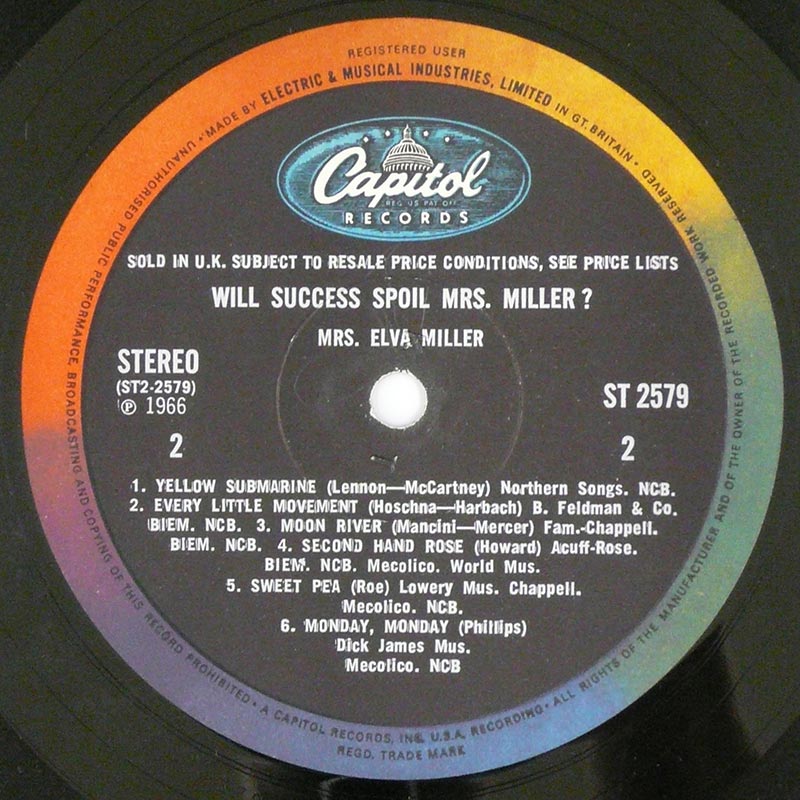 REGISTERED USER
UNAUTHORISED PUBLIC PERFORMANCE, BROADCASTING AND COPYING OF THIS RECORD PROHIBITED · A CAPITOL RECORDS, INC. U.S.A. RECORDING · ALL RIGHTS OF THE MANUFACTURER AND OF THE OWNER OF THE RECORDED WORK RESERVED
· MADE BY ELECTRIC & MUSICAL INDUSTRIES, LIMITED IN GT. BRITAIN ·
REGD. TRADE MARK
Capitol
REG US PAT OFF
RECORDS
SOLD IN U.K. SUBJECT TO RESALE PRICE CONDITIONS, SEE PRICE LISTS
WILL SUCCESS SPOIL MRS. MILLER?
MRS. ELVA MILLER
STEREO
(ST2-2579)
℗ 1966
ST 2579
2
2
1. YELLOW SUBMARINE (Lennon—McCartney) Northern Songs. NCB.
2. EVERY LITTLE MOVEMENT (Hoschna—Harbach) B. Feldman & Co.
BIEM. NCB. 3. MOON RIVER (Mancini—Mercer) Fam.-Chappell.
BIEM. NCB. 4. SECOND HAND ROSE (Howard) Acuff-Rose.
BIEM. NCB. Mecolico. World Mus.
5. SWEET PEA (Roe) Lowery Mus. Chappell.
Mecolico. NCB.
6. MONDAY, MONDAY (Phillips)
Dick James Mus.
Mecolico. NCB